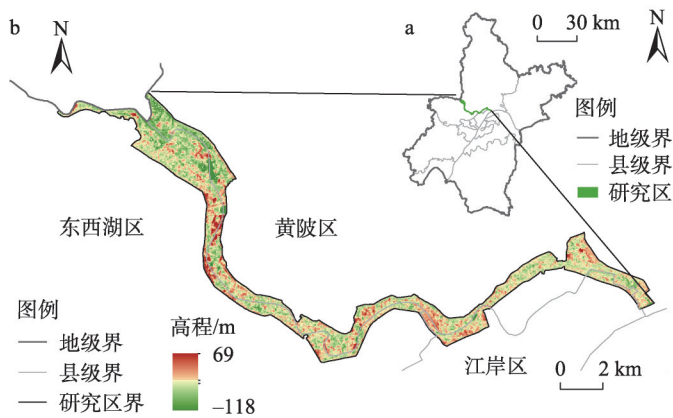 b
N
a
0 30 km
N
图例
地级界
县级界
研究区
东西湖区
黄陂区
图例
地级界
县级界
研究区界
高程/m
69
–118
江岸区
0 2 km